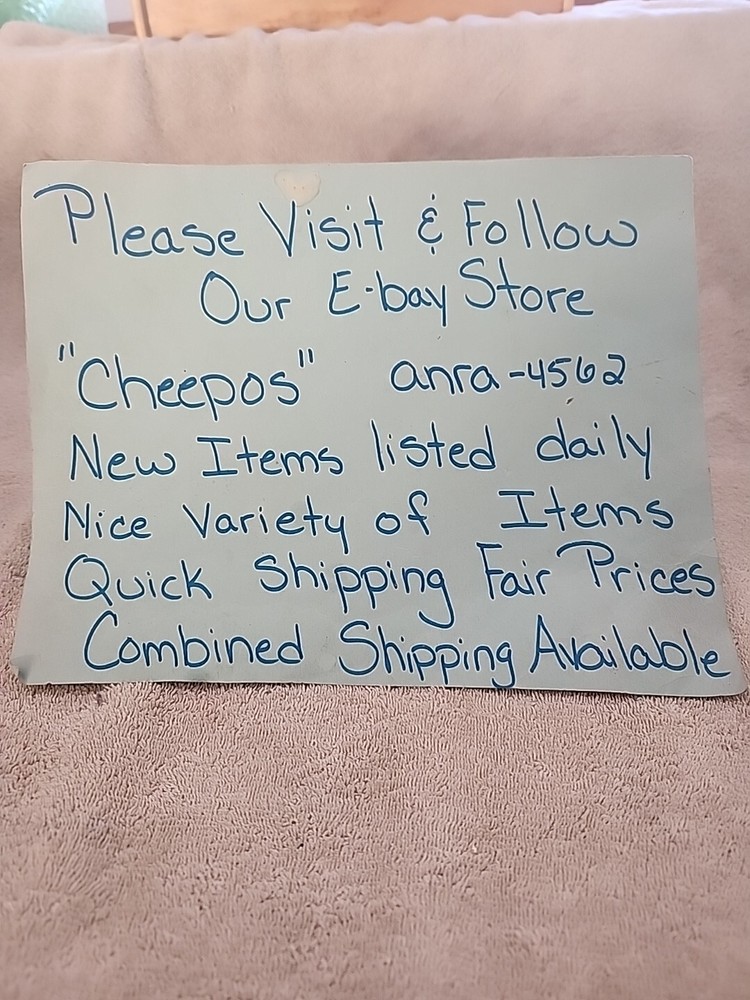 Please Visit & Follow
Our E-bay Store
"Cheepos" anra-4562
New Items listed daily
Nice Variety of Items
Quick Shipping Fair Prices
Combined Shipping Available